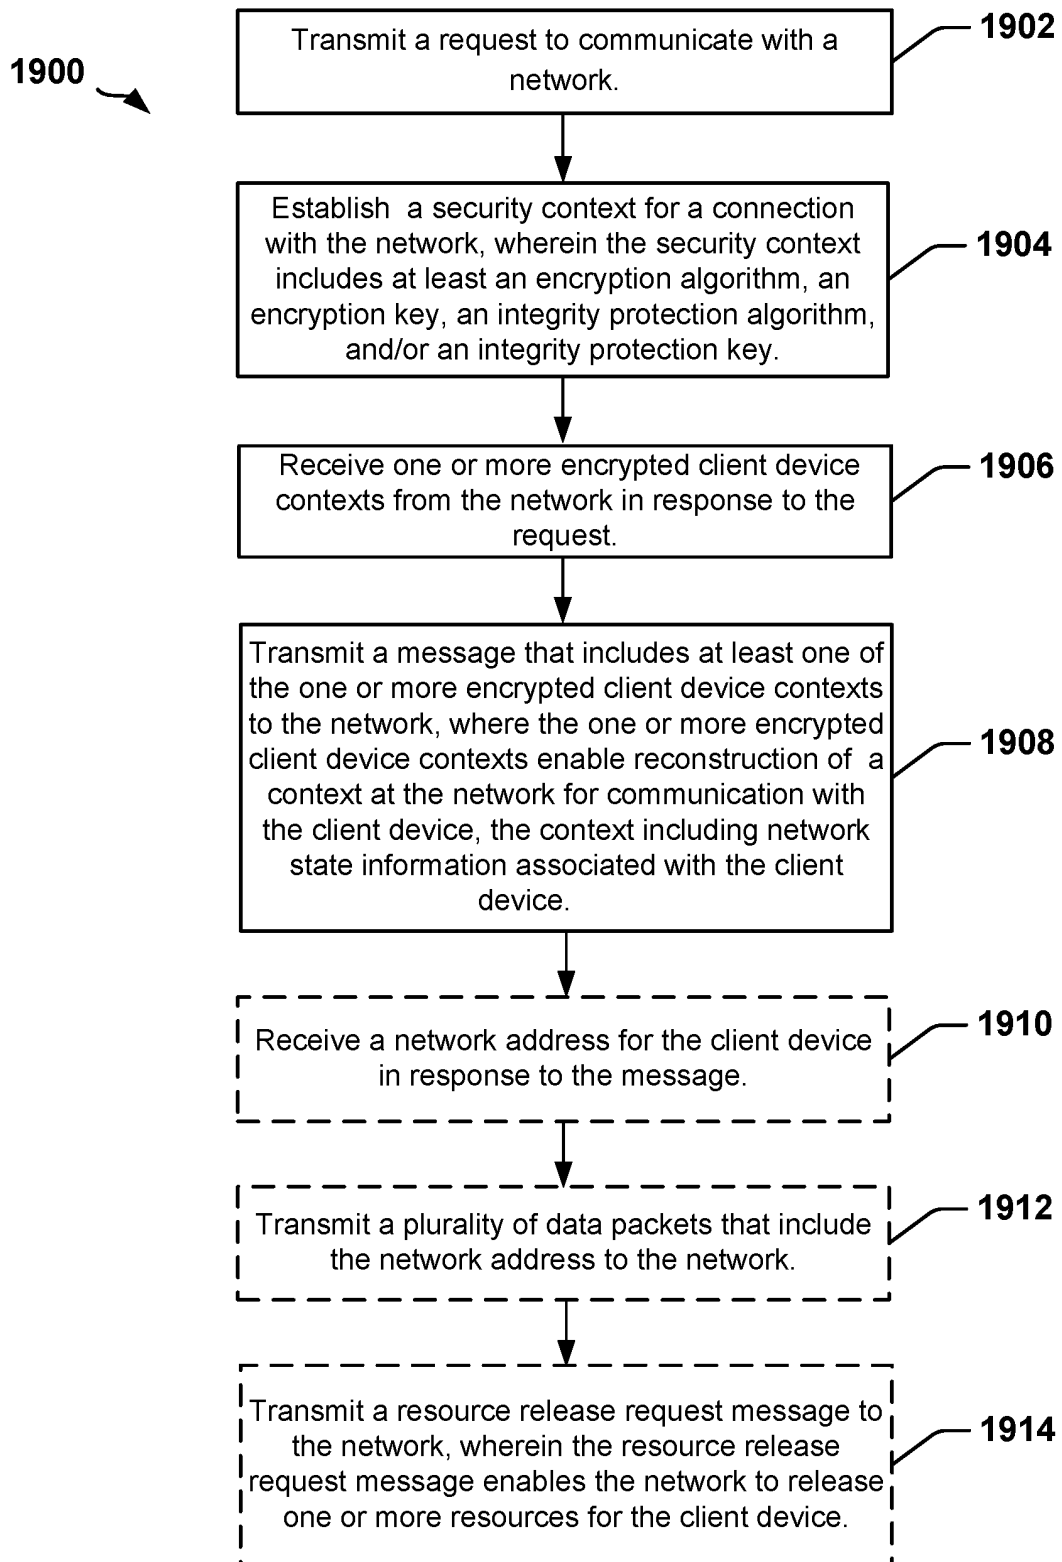 1900
Transmit a request to communicate with a
network.
1902
Establish a security context for a connection
with the network, wherein the security context
includes at least an encryption algorithm, an
encryption key, an integrity protection algorithm,
and/or an integrity protection key.
1904
Receive one or more encrypted client device
contexts from the network in response to the
request.
1906
Transmit a message that includes at least one of
the one or more encrypted client device contexts
to the network, where the one or more encrypted
client device contexts enable reconstruction of a
context at the network for communication with
the client device, the context including network
state information associated with the client
device.
1908
Receive a network address for the client device
in response to the message.
1910
Transmit a plurality of data packets that include
the network address to the network.
1912
Transmit a resource release request message to
the network, wherein the resource release
request message enables the network to release
one or more resources for the client device.
1914